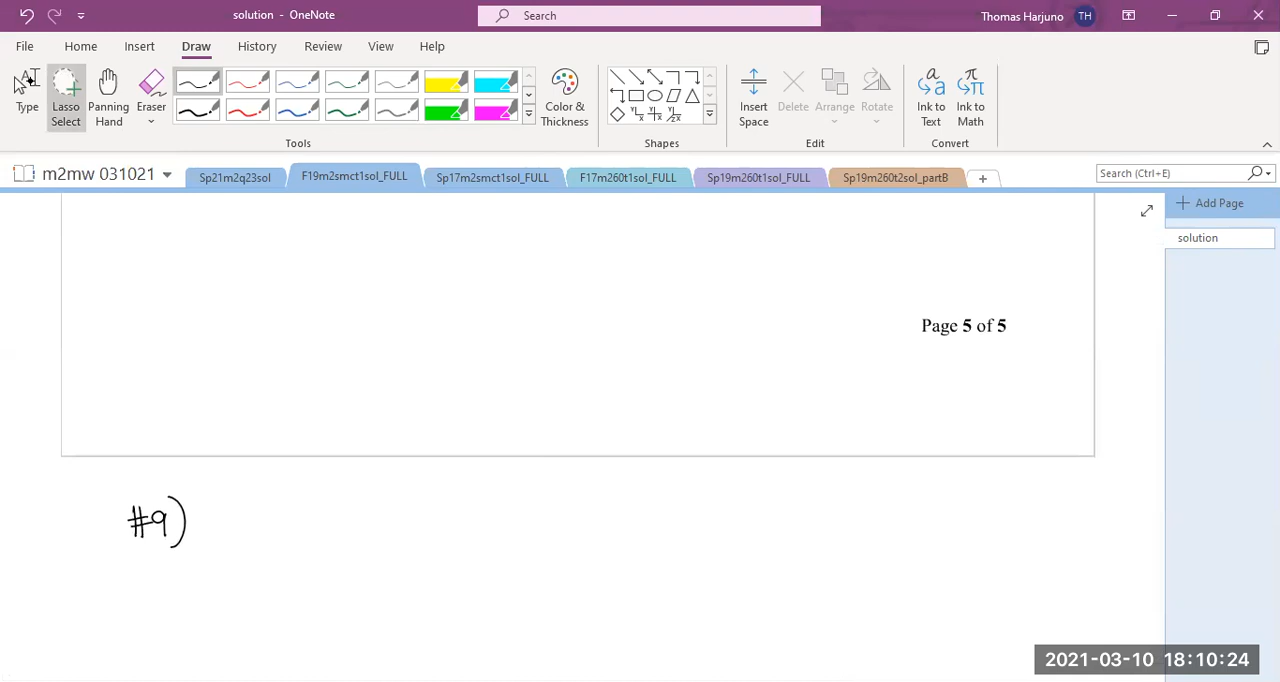 solution - OneNote
Search
Thomas Harjuno TH
File Home Insert Draw History Review View Help
Type
Lasso Select
Panning Hand
Eraser
Color & Thickness
Insert Space
Delete
Arrange
Rotate
Ink to Text
Ink to Math
Tools
Shapes
Edit
Convert
m2mw 031021
Sp21m2q23sol F19m2smct1sol_FULL Sp17m2smct1sol_FULL F17m260t1sol_FULL Sp19m260t1sol_FULL Sp19m260t2sol_partB
Search (Ctrl+E)
Add Page
solution
Page 5 of 5
#9)
2021-03-10 18:10:24